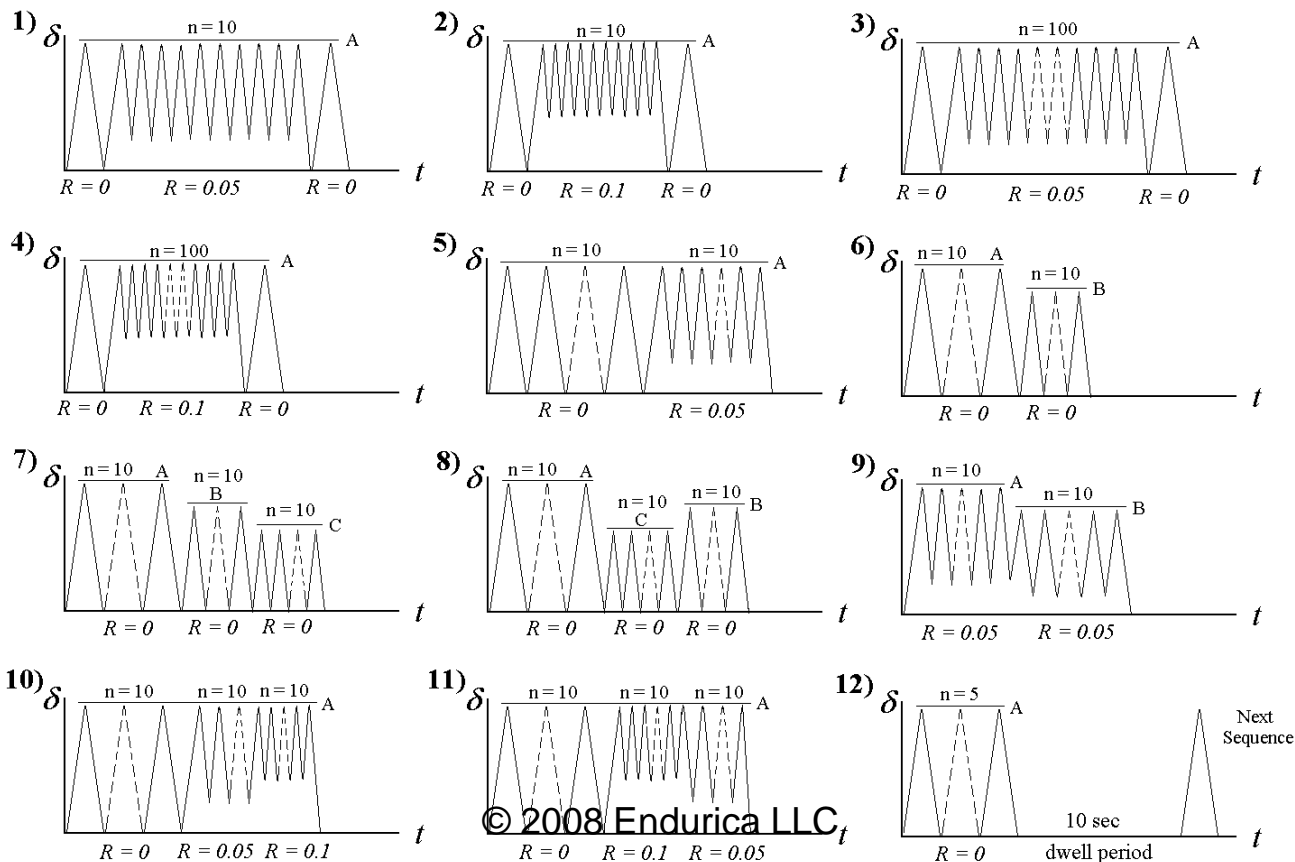 1)
δ
n = 10
A
t
R = 0 R = 0.05 R = 0
2)
δ
n = 10
A
t
R = 0 R = 0.1 R = 0
3)
δ
n = 100
A
t
R = 0 R = 0.05 R = 0
4)
δ
n = 100
A
t
R = 0 R = 0.1 R = 0
5)
δ
n = 10 n = 10
A
t
R = 0 R = 0.05
6)
δ
n = 10 A
n = 10
B
t
R = 0 R = 0
7)
δ
n = 10 A
n = 10
B
n = 10
C
t
R = 0 R = 0 R = 0
8)
δ
n = 10 A
n = 10
C
n = 10
B
t
R = 0 R = 0 R = 0
9)
δ
n = 10
A
n = 10
B
t
R = 0.05 R = 0.05
10)
δ
n = 10 n = 10 n = 10
A
t
R = 0 R = 0.05 R = 0.1
11)
δ
n = 10 n = 10 n = 10
A
t
R = 0 R = 0.1 R = 0.05
12)
δ
n = 5
A
Next
Sequence
10 sec
dwell period
t
R = 0
© 2008 Endurica LLC